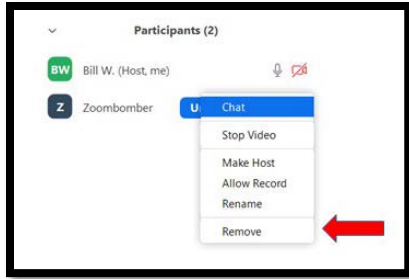 Participants (2)
BW Bill W. (Host, me)
Z Zoombomber U
Chat
Stop Video
Make Host
Allow Record
Rename
Remove